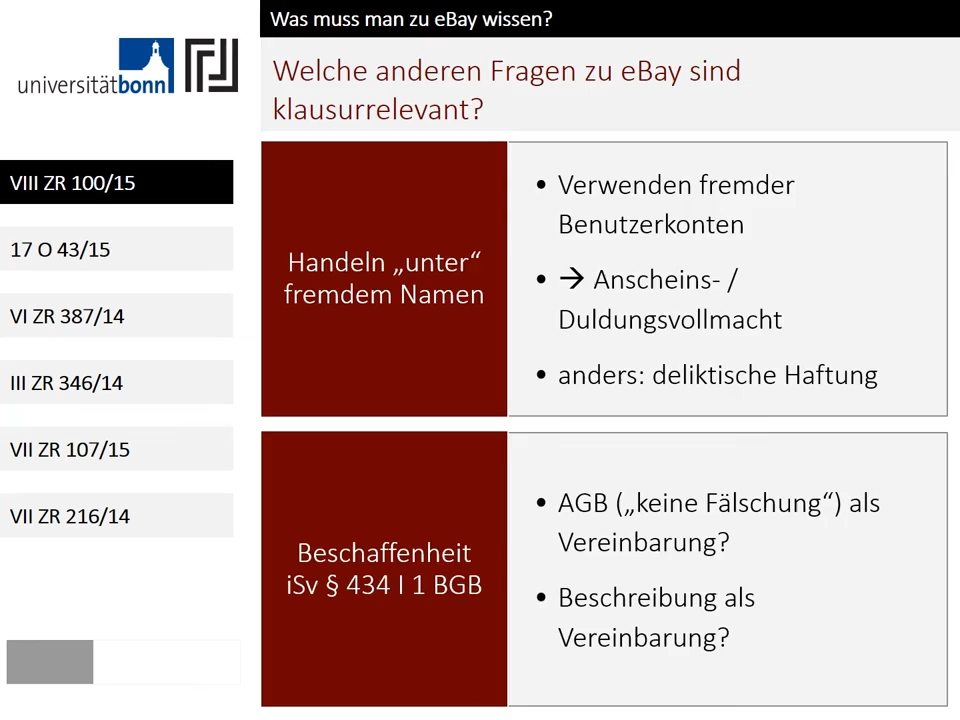 Was muss man zu eBay wissen?
universitätbonn
Welche anderen Fragen zu eBay sind
klausurrelevant?
VIII ZR 100/15
17 O 43/15
VI ZR 387/14
III ZR 346/14
VII ZR 107/15
VII ZR 216/14
Handeln „unter“
fremdem Namen
• Verwenden fremder
Benutzerkonten
• → Anscheins- /
Duldungsvollmacht
• anders: deliktische Haftung
Beschaffenheit
iSv § 434 I 1 BGB
• AGB („keine Fälschung“) als
Vereinbarung?
• Beschreibung als
Vereinbarung?